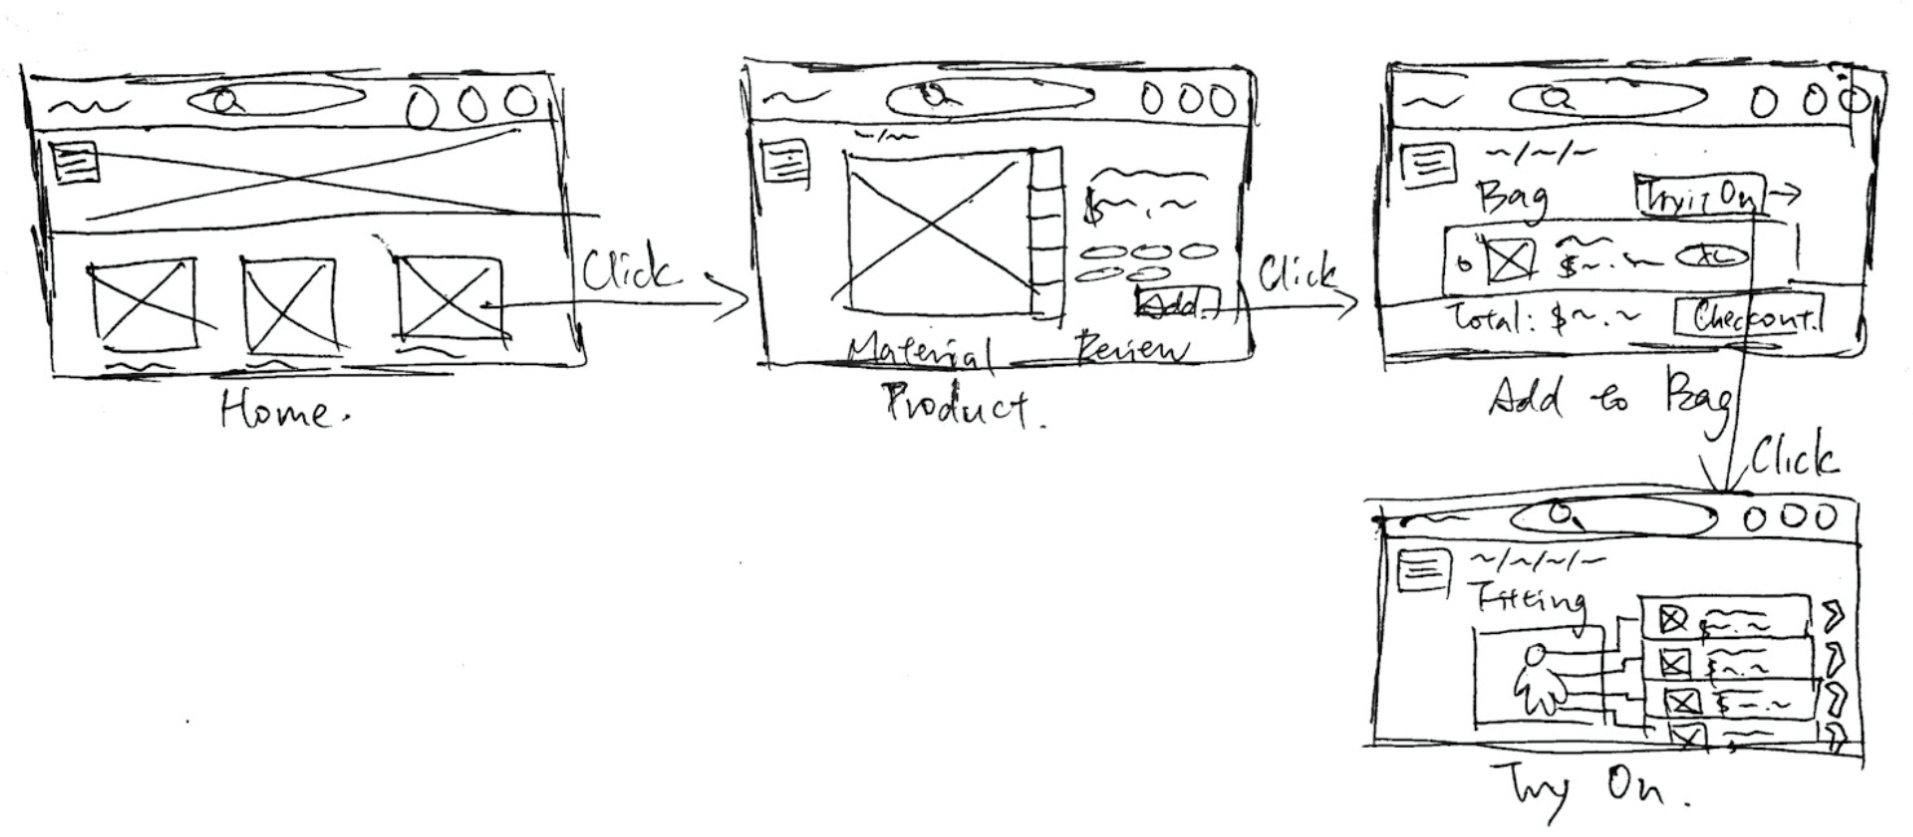 Click
Home.
$
Add
Material
Review
Product.
Click
Bag
Try it On
$
XL
Total: $
Checkout.
Add to Bag
Click
Fitting
$
$
$
Try On.